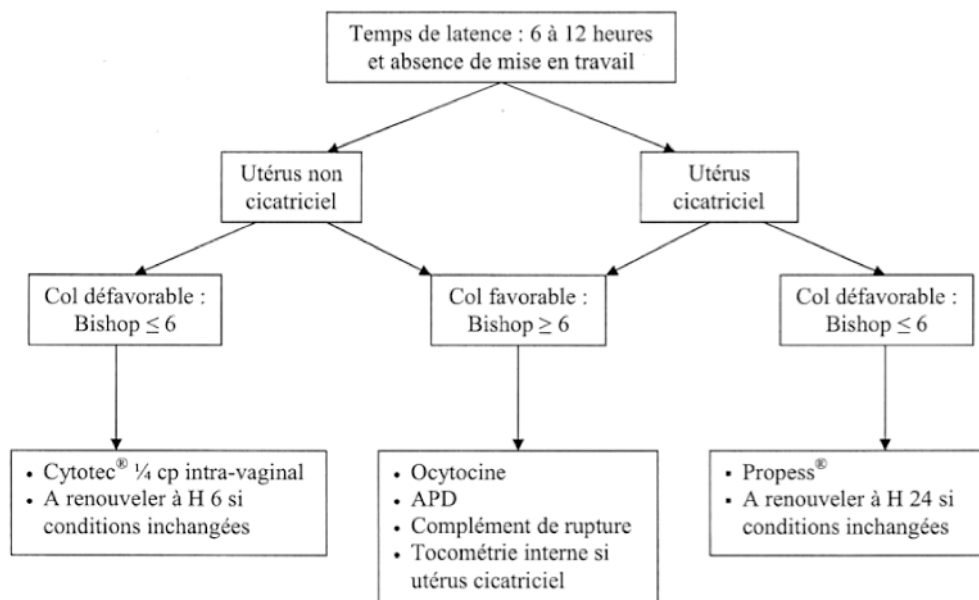 Temps de latence : 6 à 12 heures
et absence de mise en travail
Utérus non
cicatriciel
Utérus
cicatriciel
Col défavorable :
Bishop ≤ 6
Col favorable :
Bishop ≥ 6
Col défavorable :
Bishop ≤ 6
• Cytotec® ¼ cp intra-vaginal
• A renouveler à H 6 si
conditions inchangées
• Ocytocine
• APD
• Complément de rupture
• Tocométrie interne si
utérus cicatriciel
▪ Propess®
▪ A renouveler à H 24 si
conditions inchangées